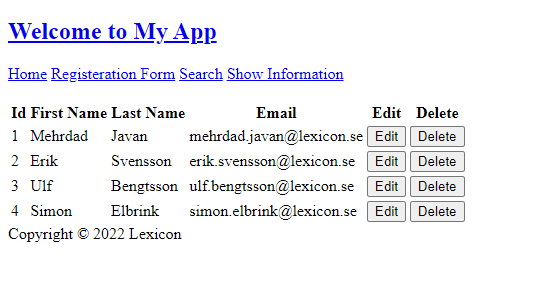 Welcome to My App
Home Registeration Form Search Show Information
Id First Name Last Name Email Edit Delete
1 Mehrdad Javan mehrdad.javan@lexicon.se Edit Delete
2 Erik Svensson erik.svensson@lexicon.se Edit Delete
3 Ulf Bengtsson ulf.bengtsson@lexicon.se Edit Delete
4 Simon Elbrink simon.elbrink@lexicon.se Edit Delete
Copyright © 2022 Lexicon